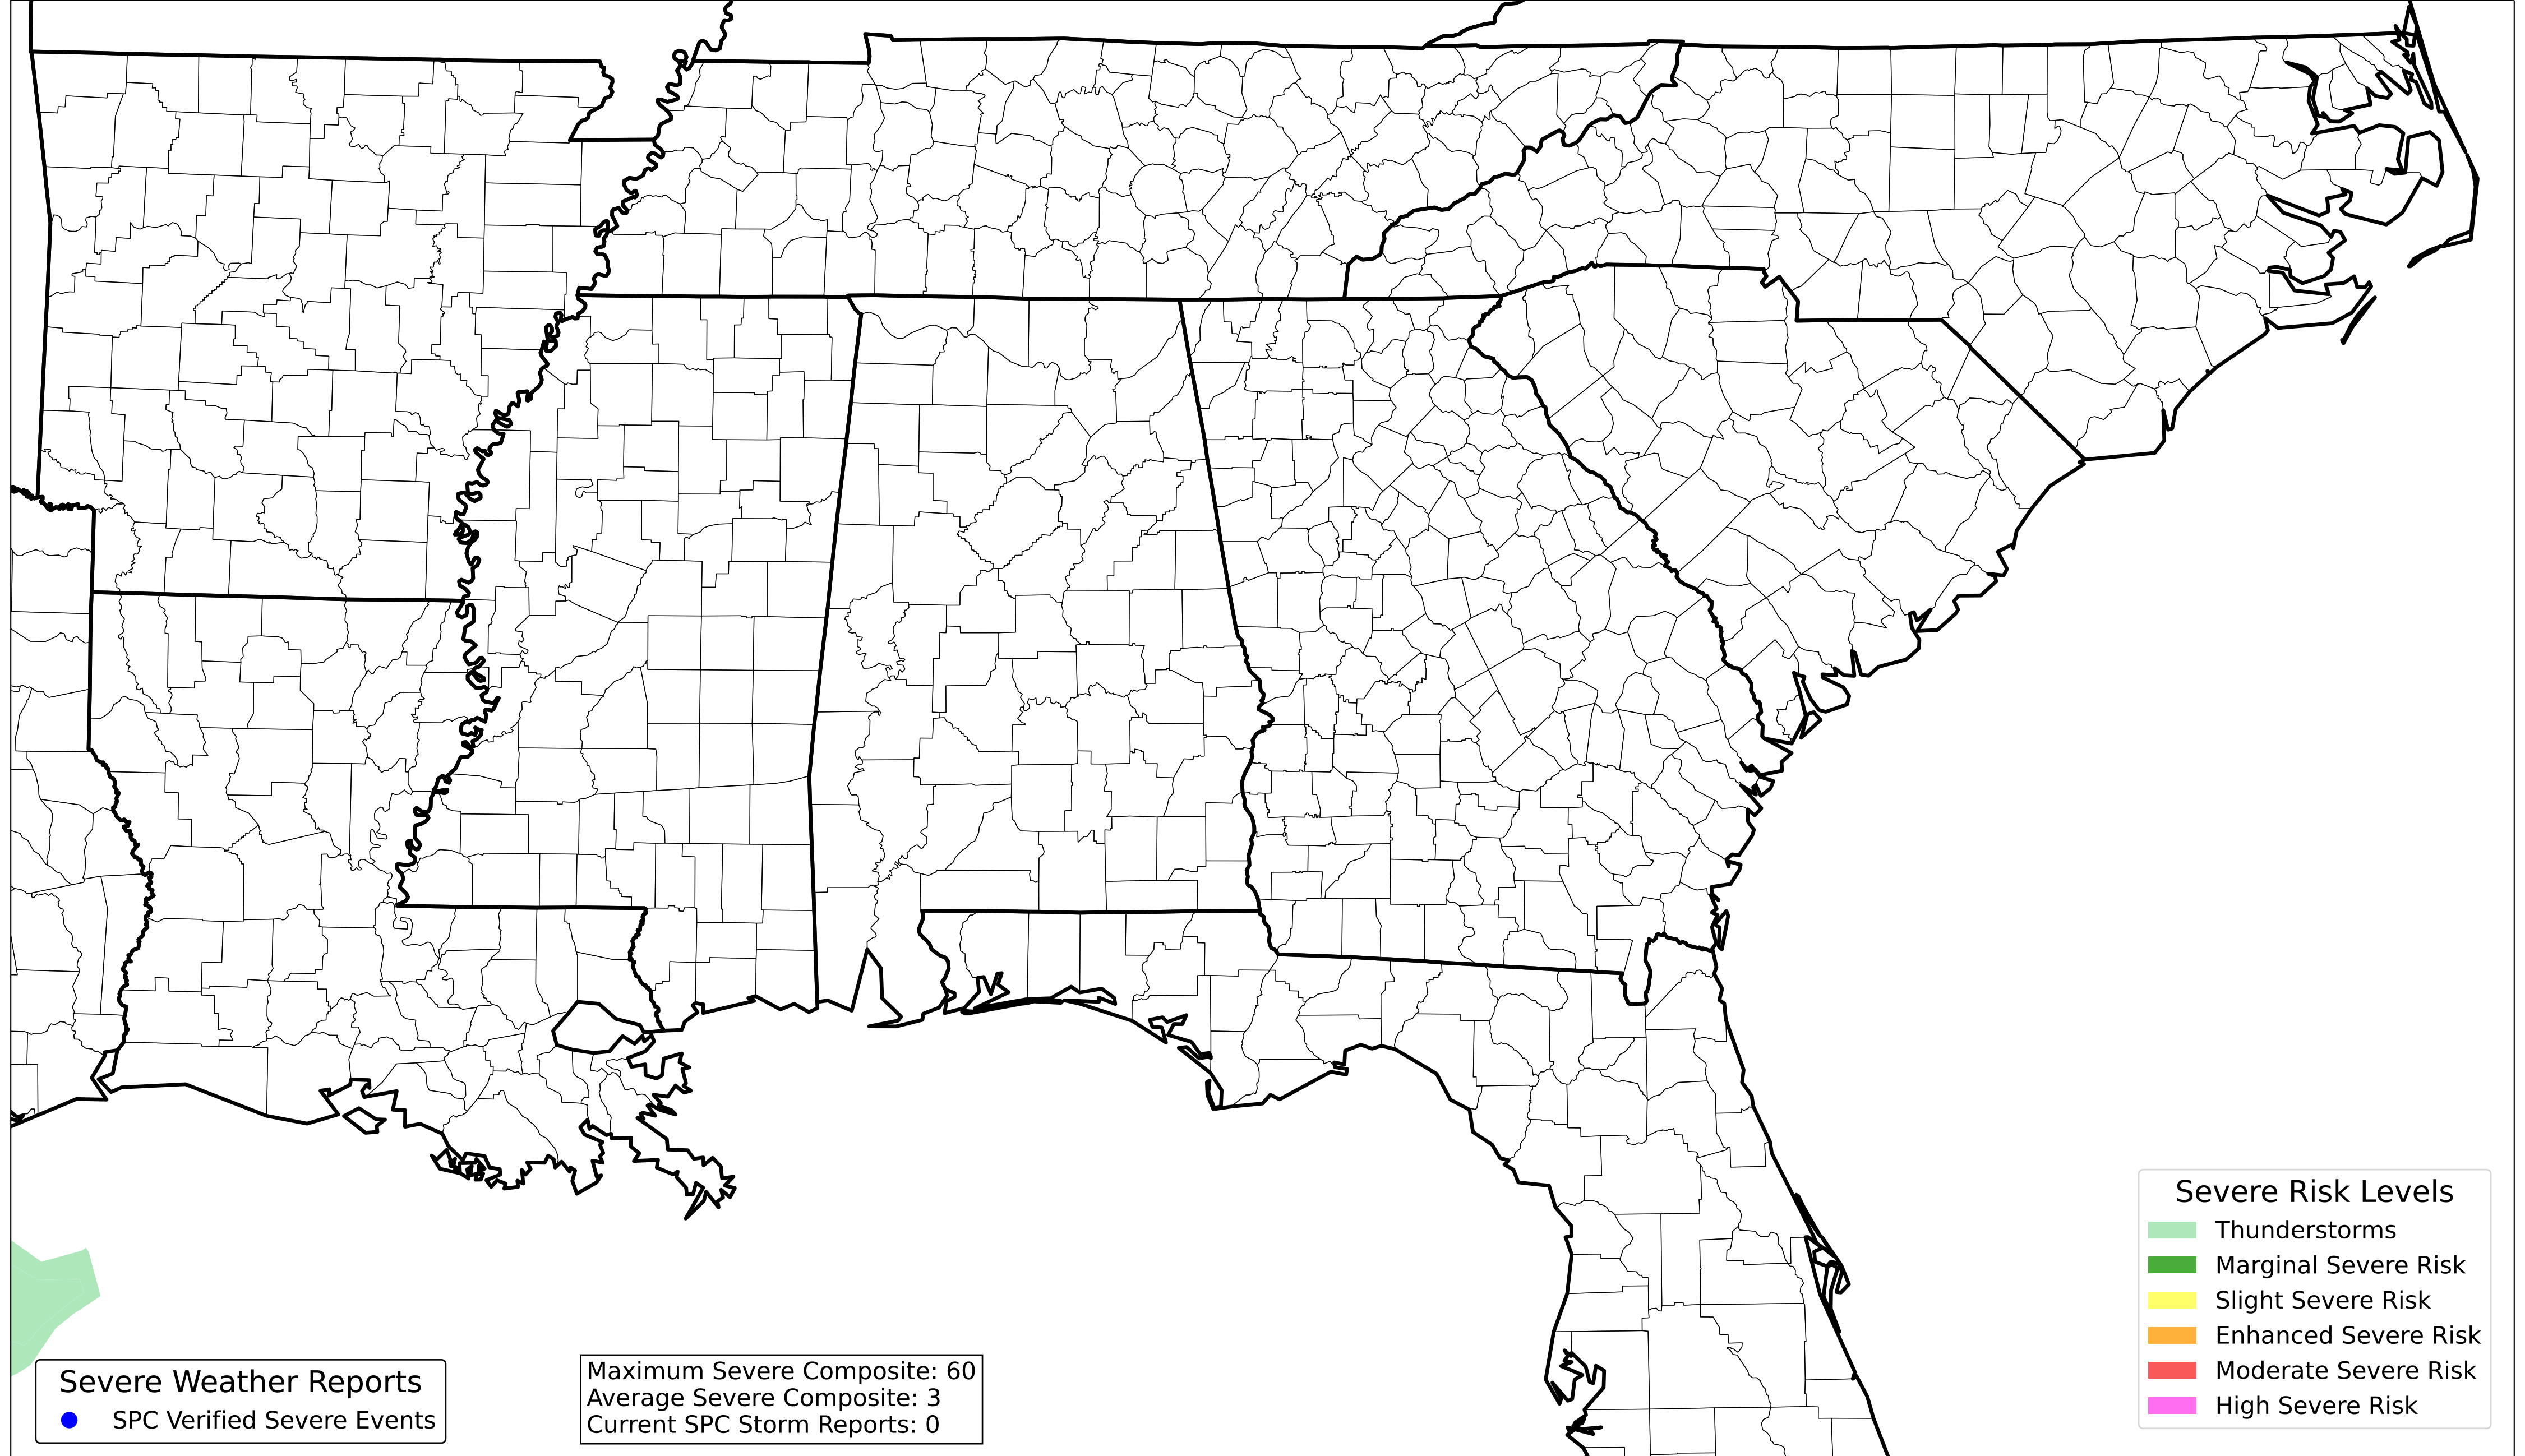 Severe Weather Reports
SPC Verified Severe Events
Maximum Severe Composite: 60
Average Severe Composite: 3
Current SPC Storm Reports: 0
Severe Risk Levels
Thunderstorms
Marginal Severe Risk
Slight Severe Risk
Enhanced Severe Risk
Moderate Severe Risk
High Severe Risk